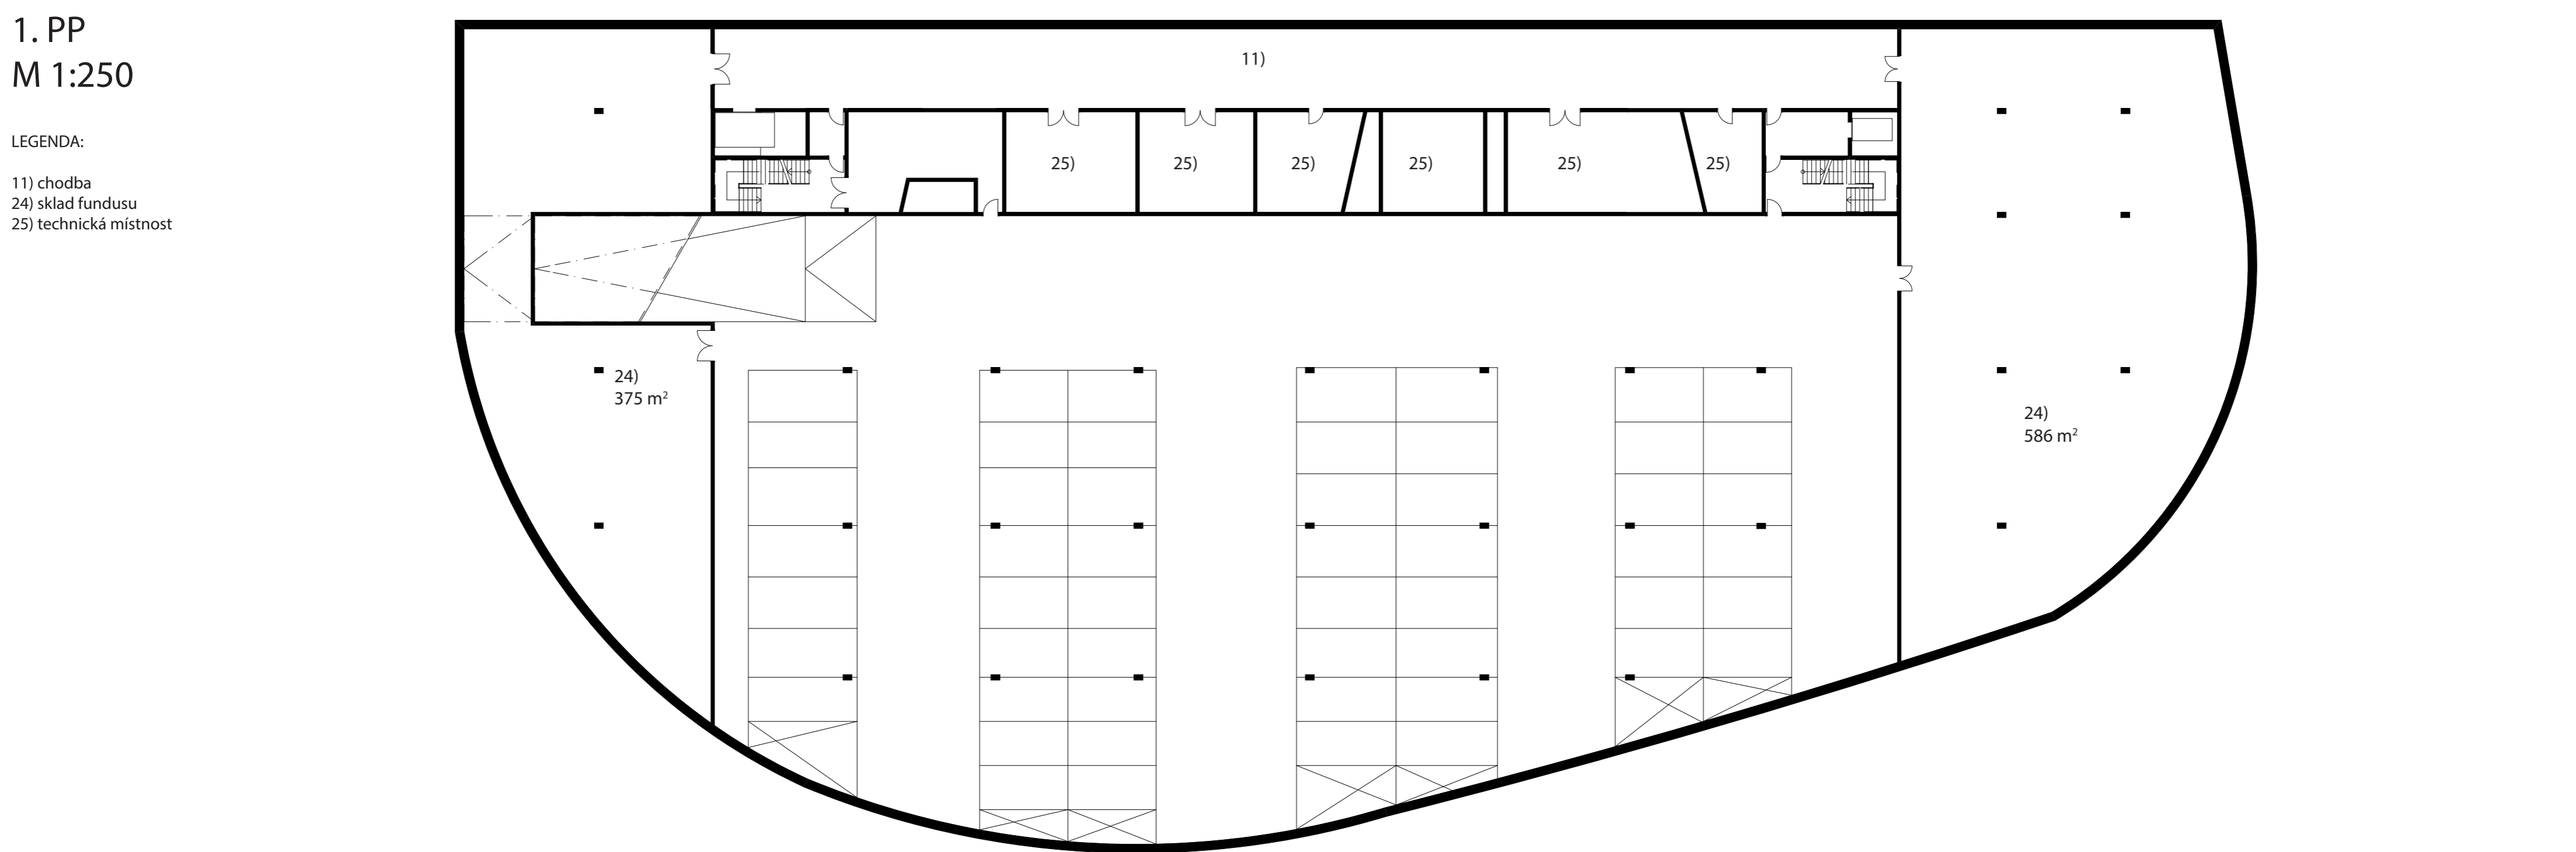 1. PP
M 1:250
LEGENDA:
11) chodba
24) sklad fundusu
25) technická místnost
11)
25)
25)
25)
25)
25)
25)
24)
375 m²
24)
586 m²